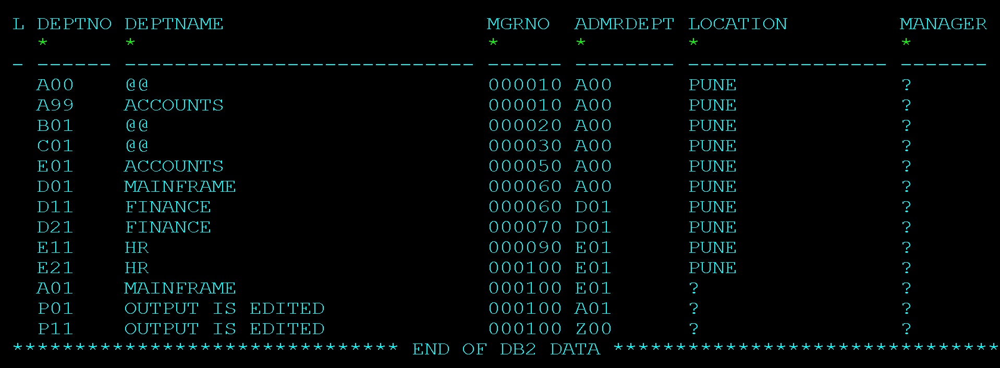 L DEPTNO DEPTNAME                     MGRNO  ADMRDEPT LOCATION         MANAGER
  *      *                            *      *        *                *
- ------ ---------------------------- ------ -------- ---------------- -------
  A00    @@                           000010 A00      PUNE             ?
  A99    ACCOUNTS                     000010 A00      PUNE             ?
  B01    @@                           000020 A00      PUNE             ?
  C01    @@                           000030 A00      PUNE             ?
  E01    ACCOUNTS                     000050 A00      PUNE             ?
  D01    MAINFRAME                    000060 A00      PUNE             ?
  D11    FINANCE                      000060 D01      PUNE             ?
  D21    FINANCE                      000070 D01      PUNE             ?
  E11    HR                           000090 E01      PUNE             ?
  E21    HR                           000100 E01      PUNE             ?
  A01    MAINFRAME                    000100 E01      ?                ?
  P01    OUTPUT IS EDITED             000100 A01      ?                ?
  P11    OUTPUT IS EDITED             000100 Z00      ?                ?
******************************* END OF DB2 DATA *******************************